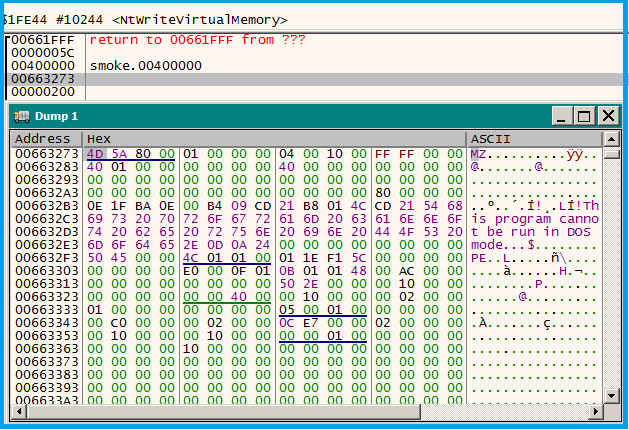 $1FE44 #10244 <NtWriteVirtualMemory>
00661FFF return to 00661FFF from ???
0000005C
00400000 smoke.00400000
00663273
00000200
Dump 1
Address Hex ASCII
00663273 4D 5A 80 00 01 00 00 00 04 00 10 00 FF FF 00 00 MZ..........ÿÿ..
00663283 40 01 00 00 00 00 00 00 40 00 00 00 00 00 00 00 @.......@.......
00663293 00 00 00 00 00 00 00 00 00 00 00 00 00 00 00 00 ................
006632A3 00 00 00 00 00 00 00 00 00 00 00 00 80 00 00 00 ................
006632B3 0E 1F BA 0E 00 B4 09 CD 21 B8 01 4C CD 21 54 68 ..º..´.Í!¸.LÍ!Th
006632C3 69 73 20 70 72 6F 67 72 61 6D 20 63 61 6E 6E 6F is program canno
006632D3 74 20 62 65 20 72 75 6E 20 69 6E 20 44 4F 53 20 t be run in DOS
006632E3 6D 6F 64 65 2E 0D 0A 24 00 00 00 00 00 00 00 00 mode...$........
006632F3 50 45 00 00 4C 01 01 00 01 1E F1 5C 00 00 00 00 PE..L.....ñ\....
00663303 00 00 00 00 E0 00 0F 01 0B 01 01 48 00 AC 00 00 ....à......H.¬..
00663313 00 00 00 00 00 00 00 00 50 2E 00 00 00 10 00 00 ........P.......
00663323 00 00 00 00 00 00 40 00 00 10 00 00 00 02 00 00 ......@.........
00663333 01 00 00 00 00 00 00 00 05 00 01 00 00 00 00 00 ................
00663343 00 C0 00 00 00 02 00 00 0C E7 00 00 02 00 00 00 .À.......ç......
00663353 00 10 00 00 00 10 00 00 00 00 01 00 00 00 00 00 ................
00663363 00 00 00 00 10 00 00 00 00 00 00 00 00 00 00 00 ................
00663373 00 00 00 00 00 00 00 00 00 00 00 00 00 00 00 00 ................
00663383 00 00 00 00 00 00 00 00 00 00 00 00 00 00 00 00 ................
00663393 00 00 00 00 00 00 00 00 00 00 00 00 00 00 00 00 ................
006633A3 00 00 00 00 00 00 00 00 00 00 00 00 00 00 00 00 ................